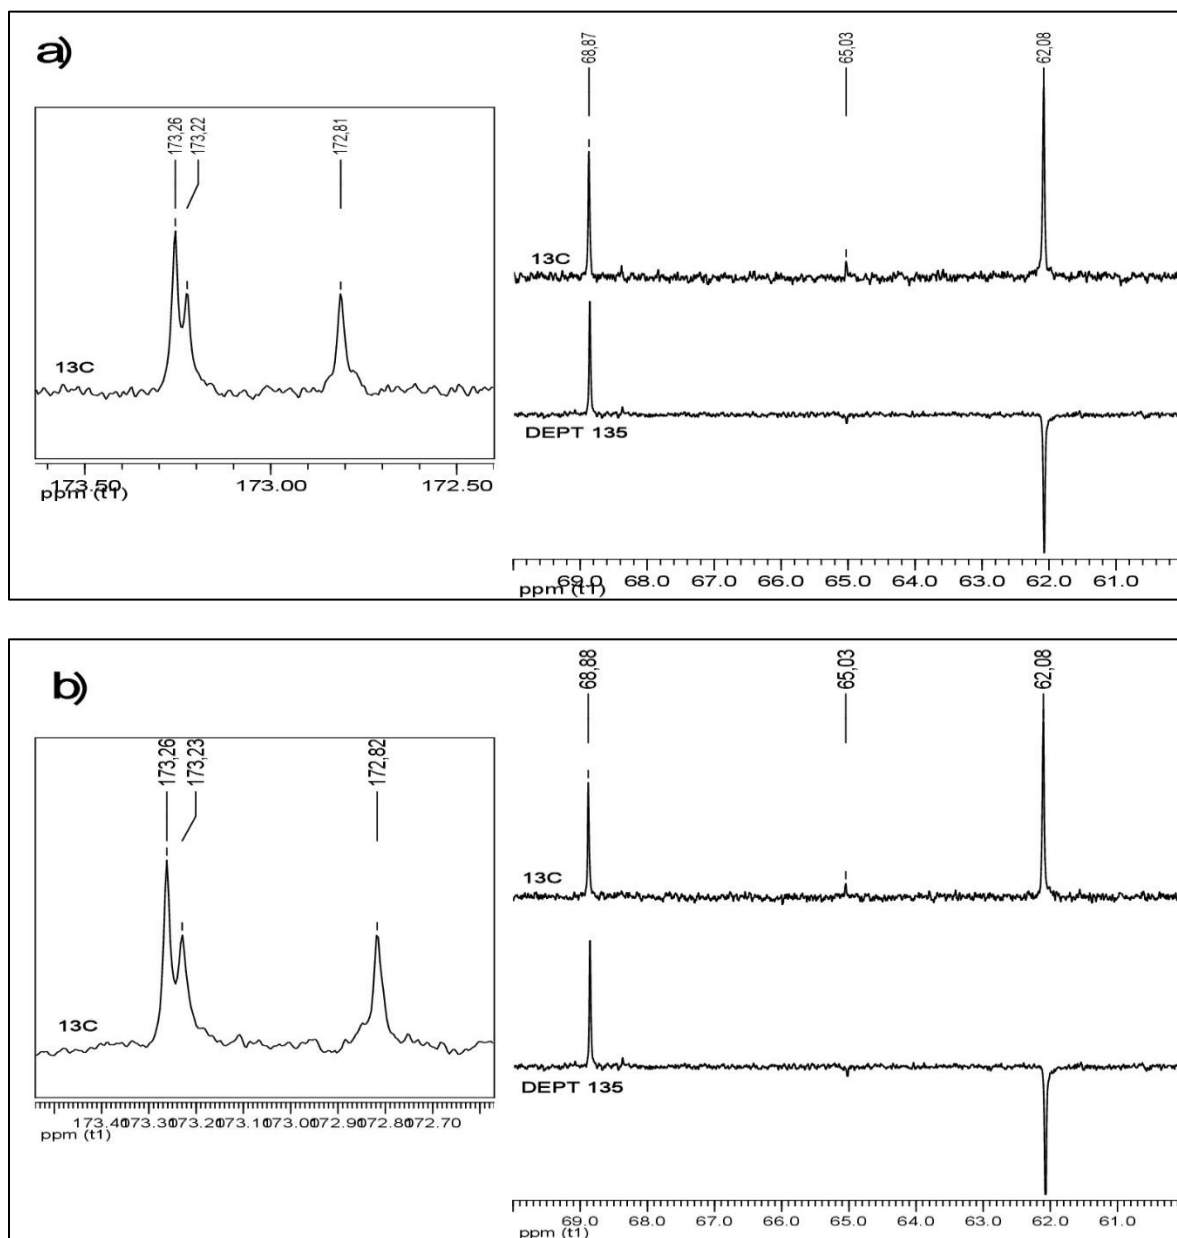 a)
173,26
173,22
172,81
13C
173.50 173.00 172.50
ppm (t1)
68,87
65,03
62,08
13C
DEPT 135
69.0 68.0 67.0 66.0 65.0 64.0 63.0 62.0 61.0
ppm (t1)
b)
173,26
173,23
172,82
13C
173.40 173.30 173.20 173.10 173.00 172.90 172.80 172.70
ppm (t1)
68,88
65,03
62,08
13C
DEPT 135
69.0 68.0 67.0 66.0 65.0 64.0 63.0 62.0 61.0
ppm (t1)